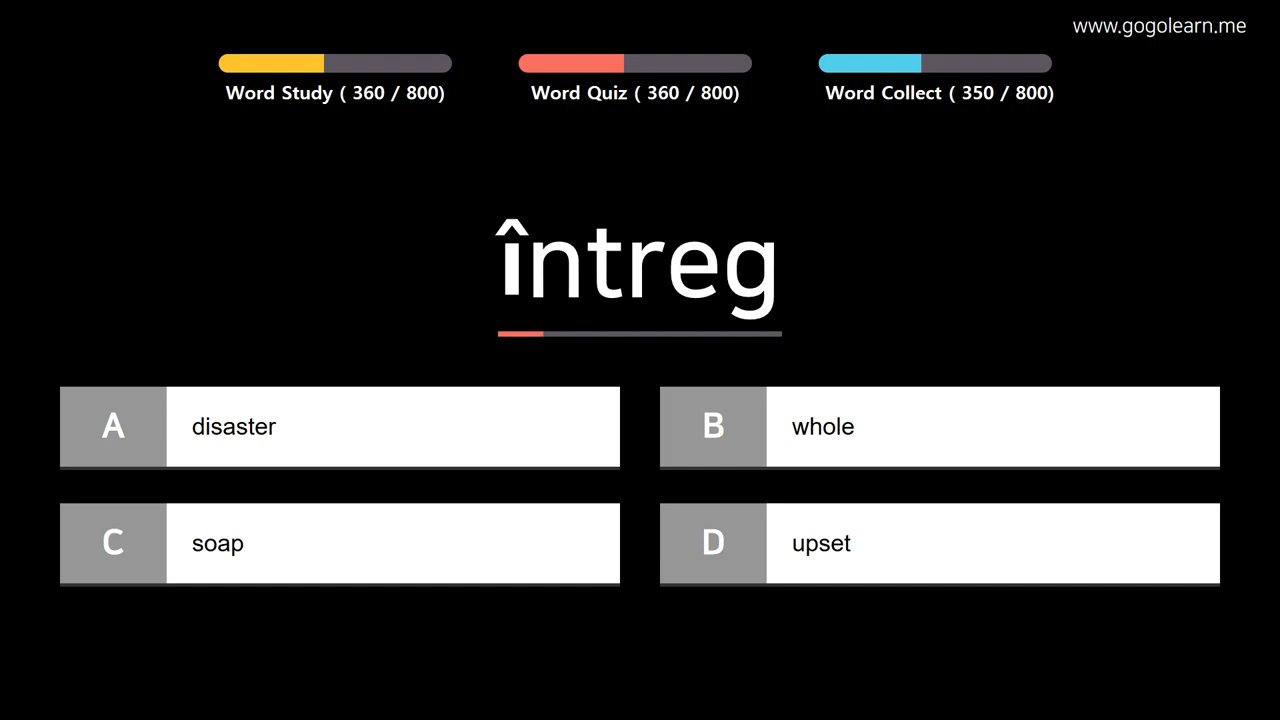 www.gogolearn.me
Word Study ( 360 / 800)
Word Quiz ( 360 / 800)
Word Collect ( 350 / 800)
întreg
A disaster
B whole
C soap
D upset